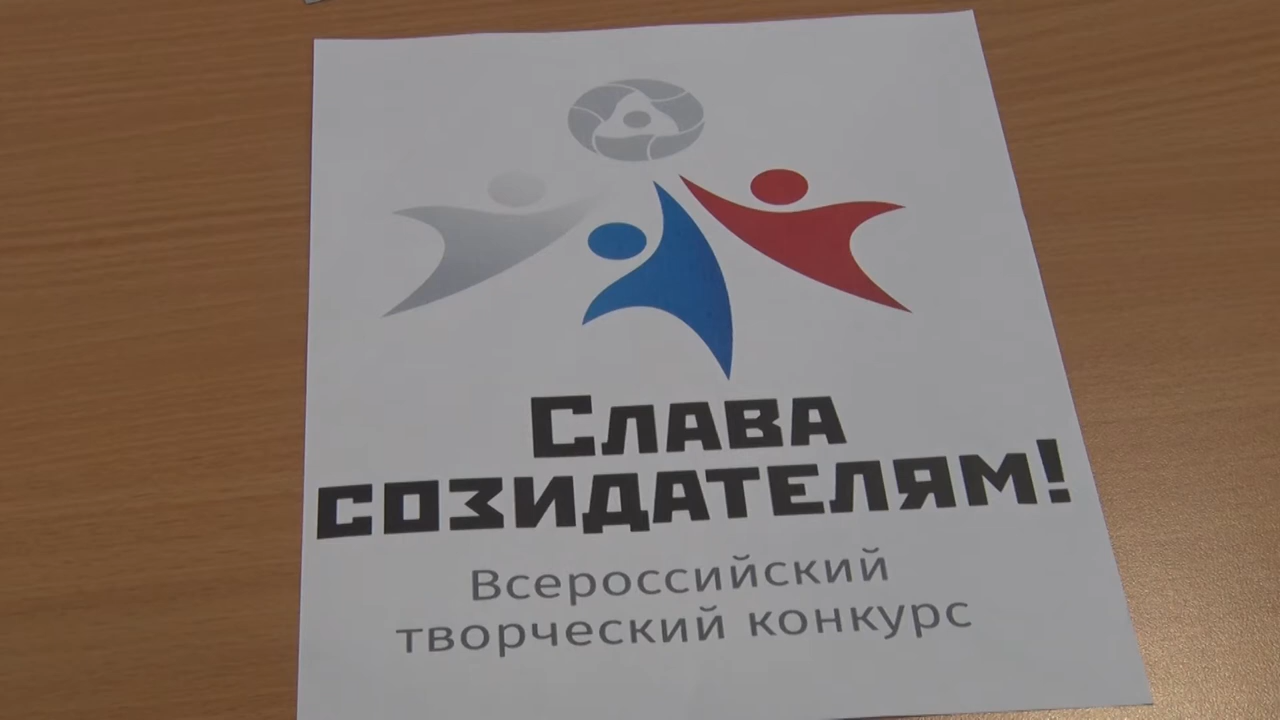 Слава
созидателям!
Всероссийский
творческий конкурс